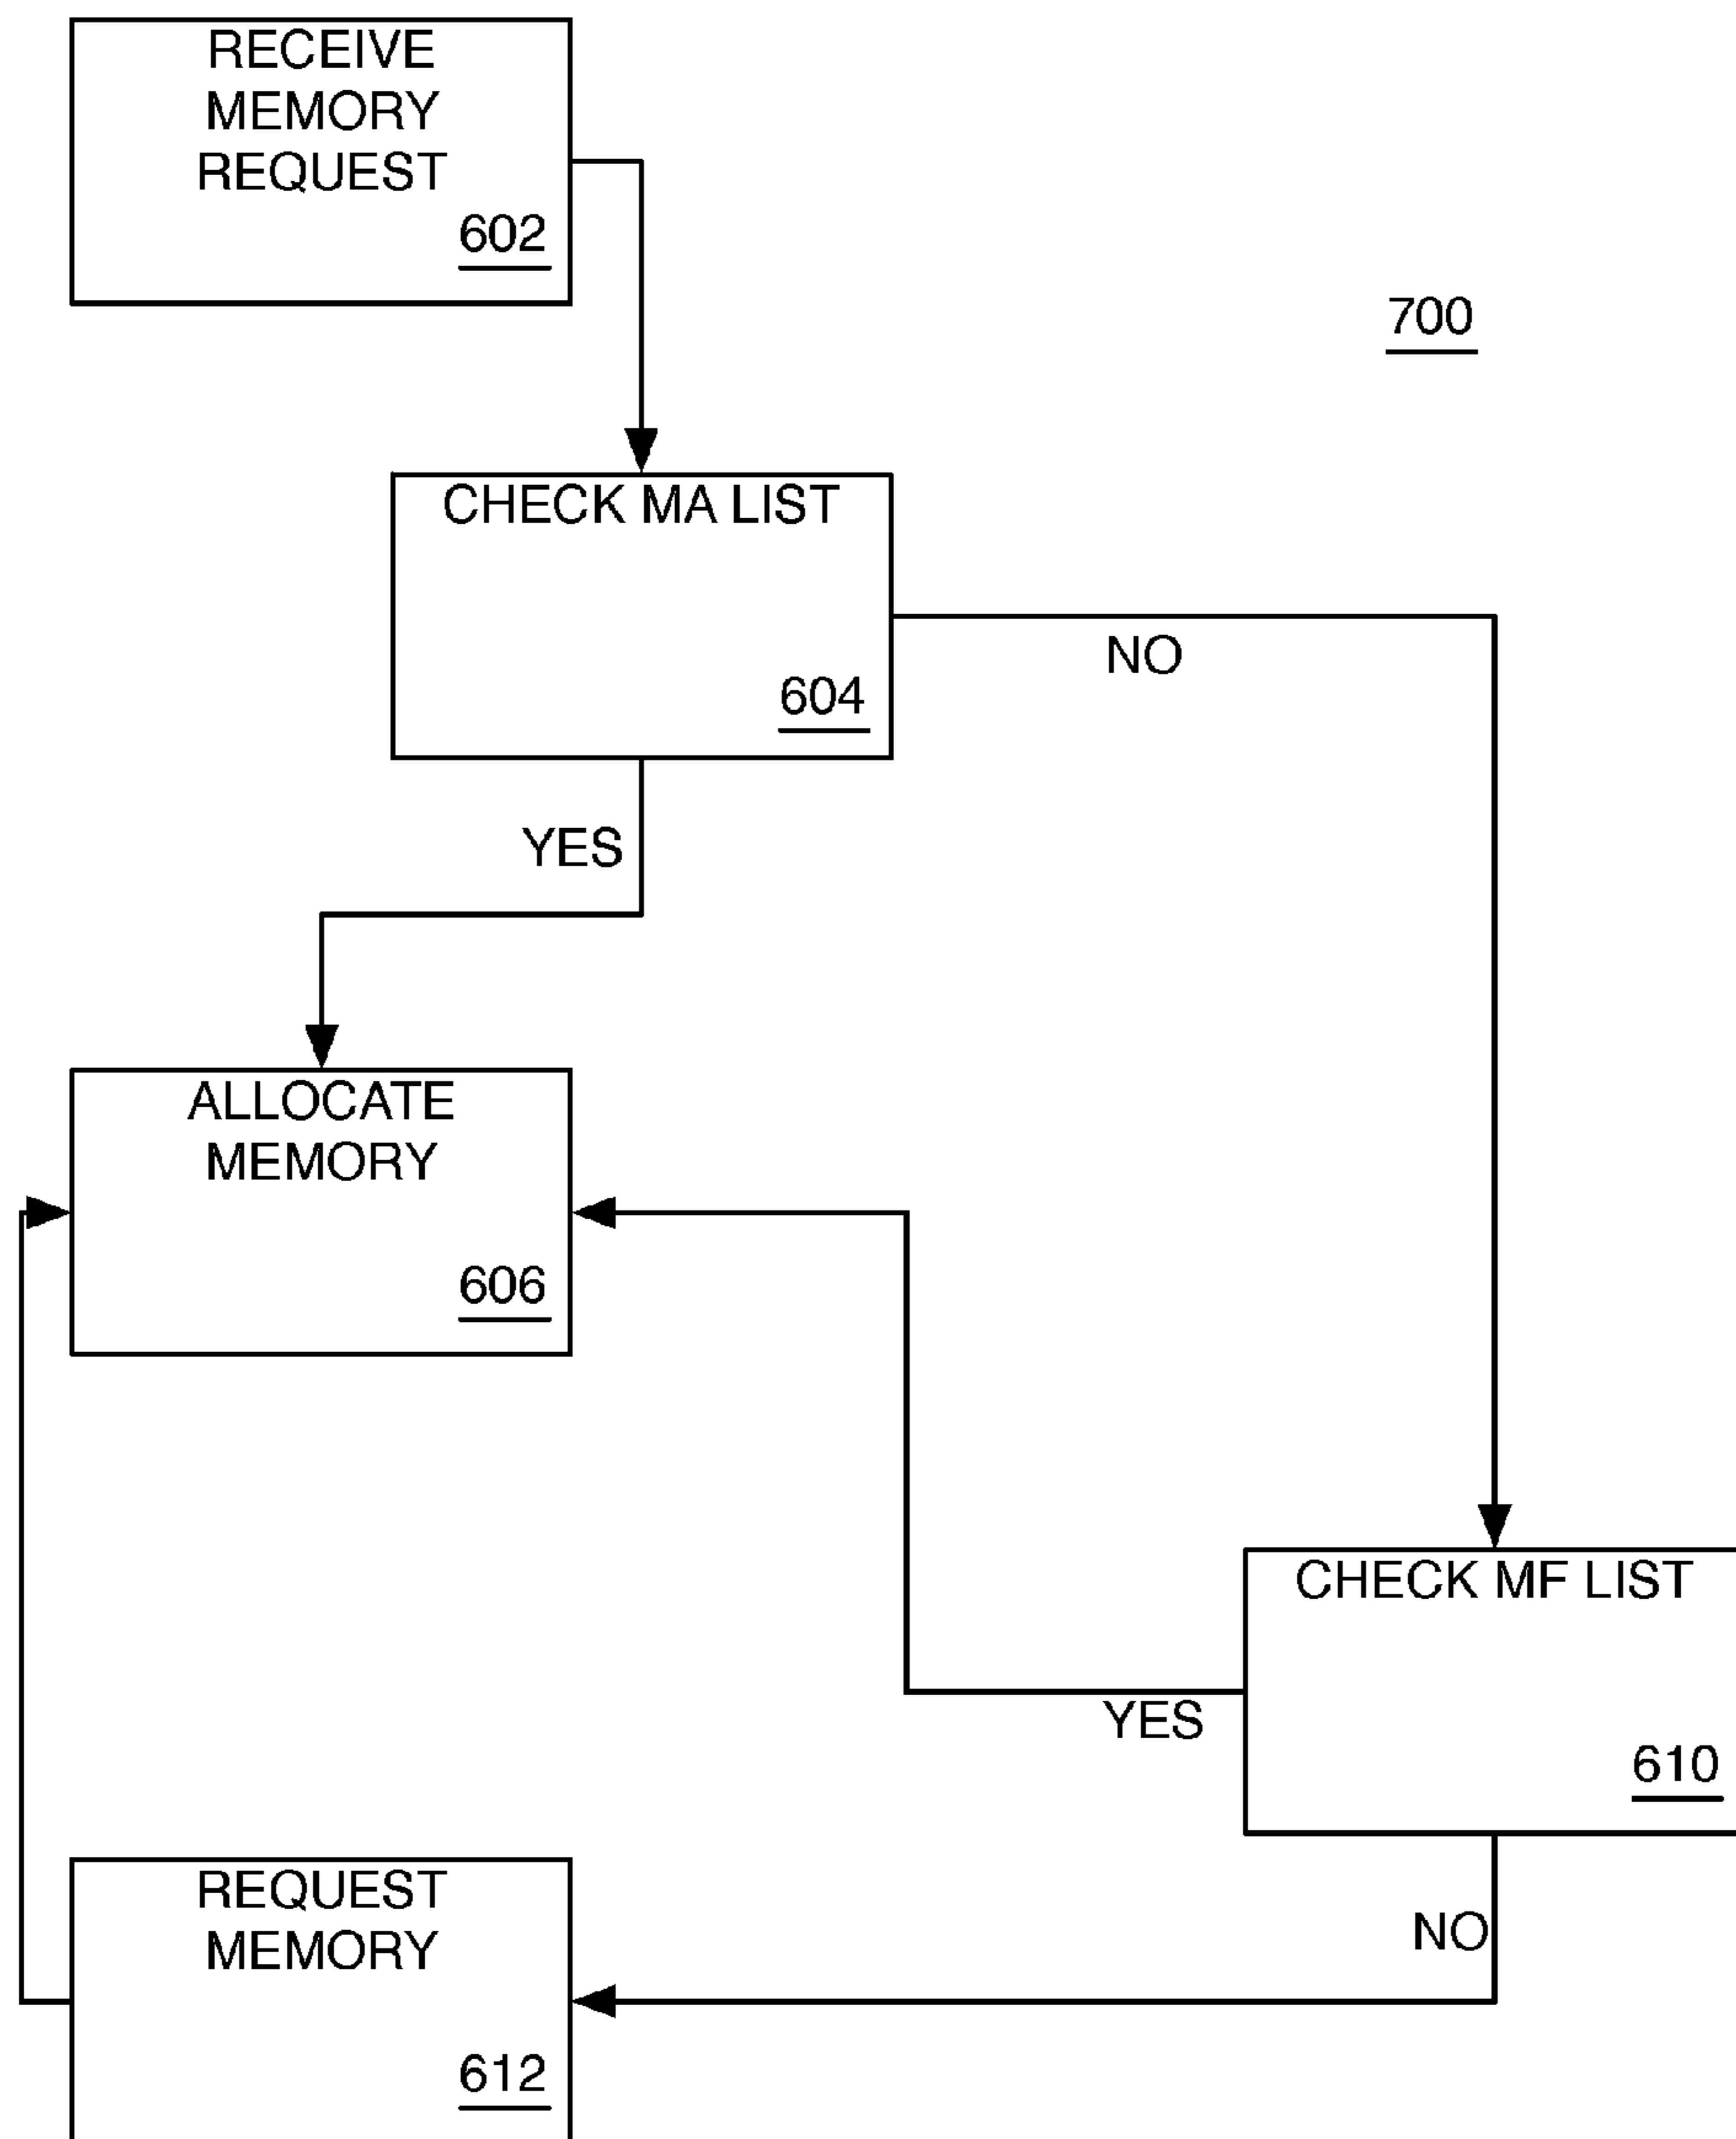 RECEIVE
MEMORY
REQUEST
602
700
CHECK MA LIST
604
NO
YES
ALLOCATE
MEMORY
606
CHECK MF LIST
YES
610
REQUEST
MEMORY
NO
612